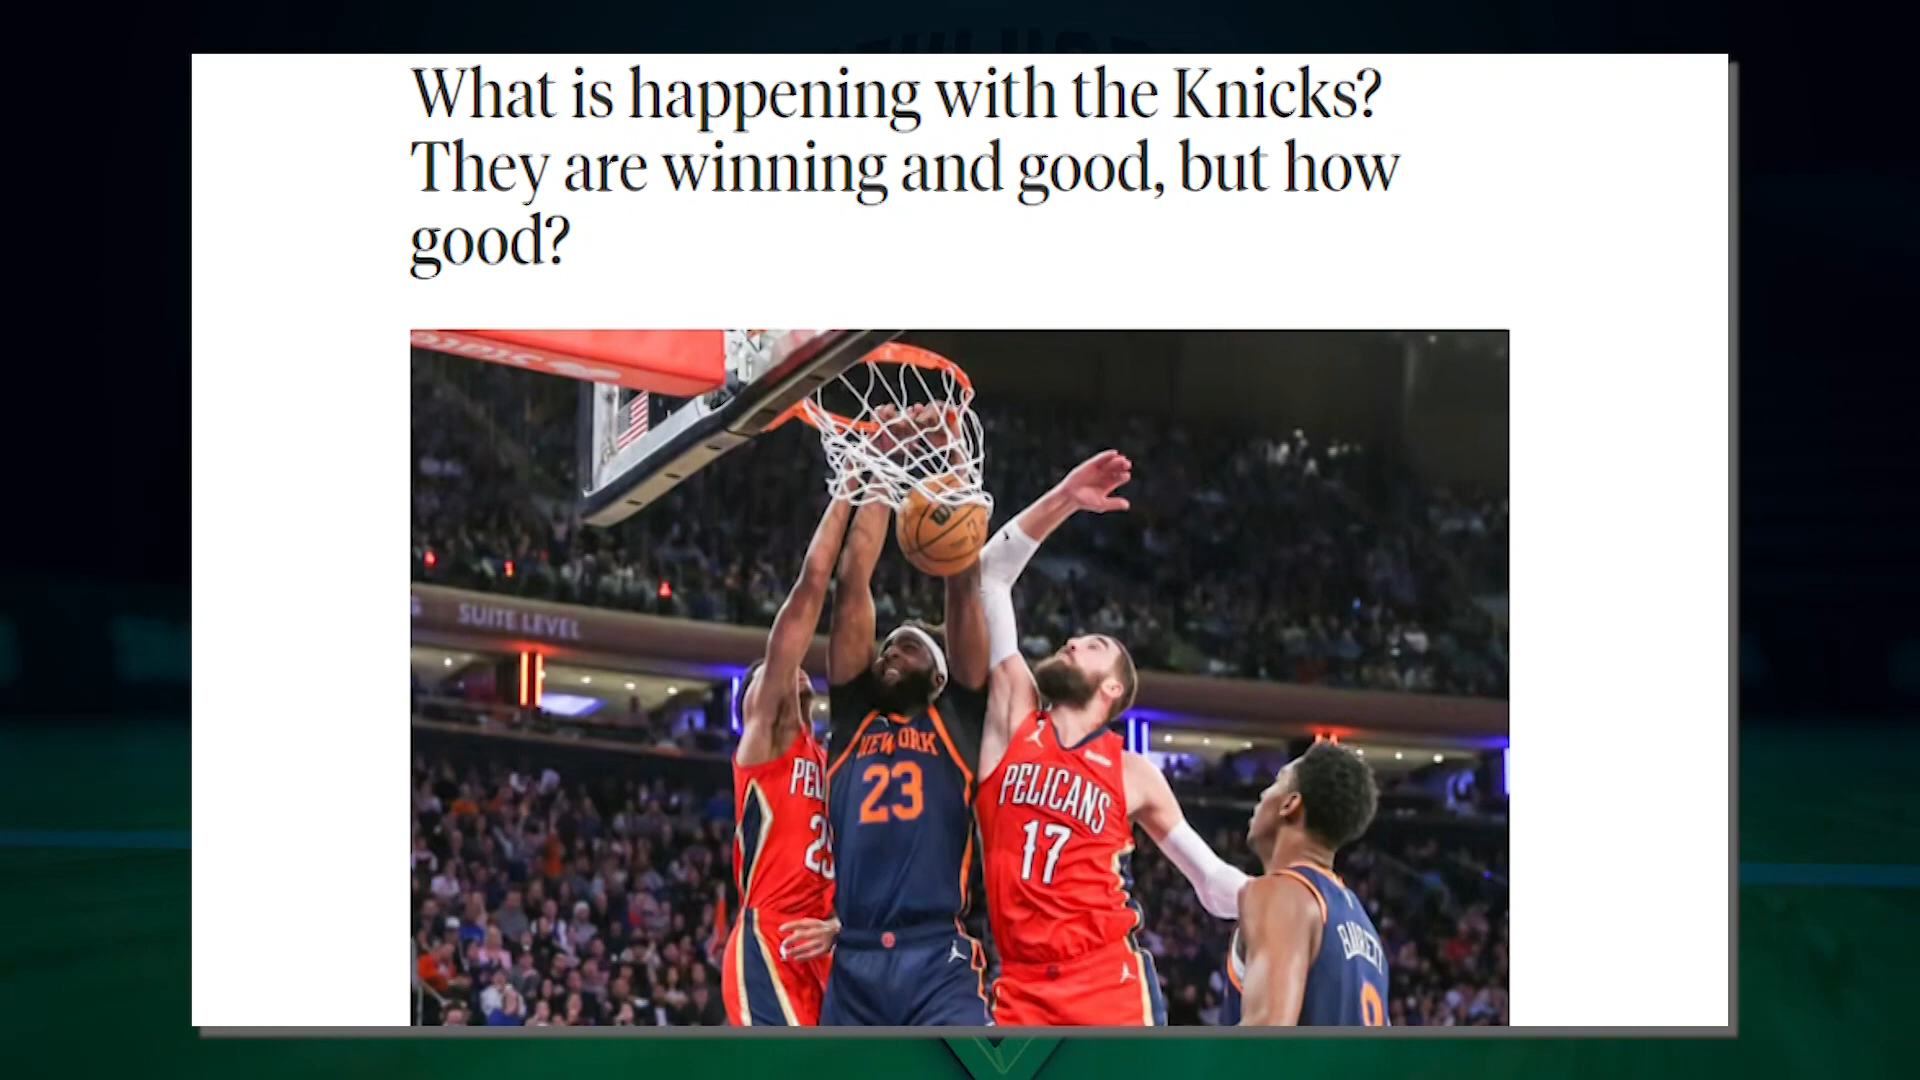 What is happening with the Knicks?
They are winning and good, but how
good?
SUITE LEVEL
NEW YORK
23
PELICANS
17
BARRETT